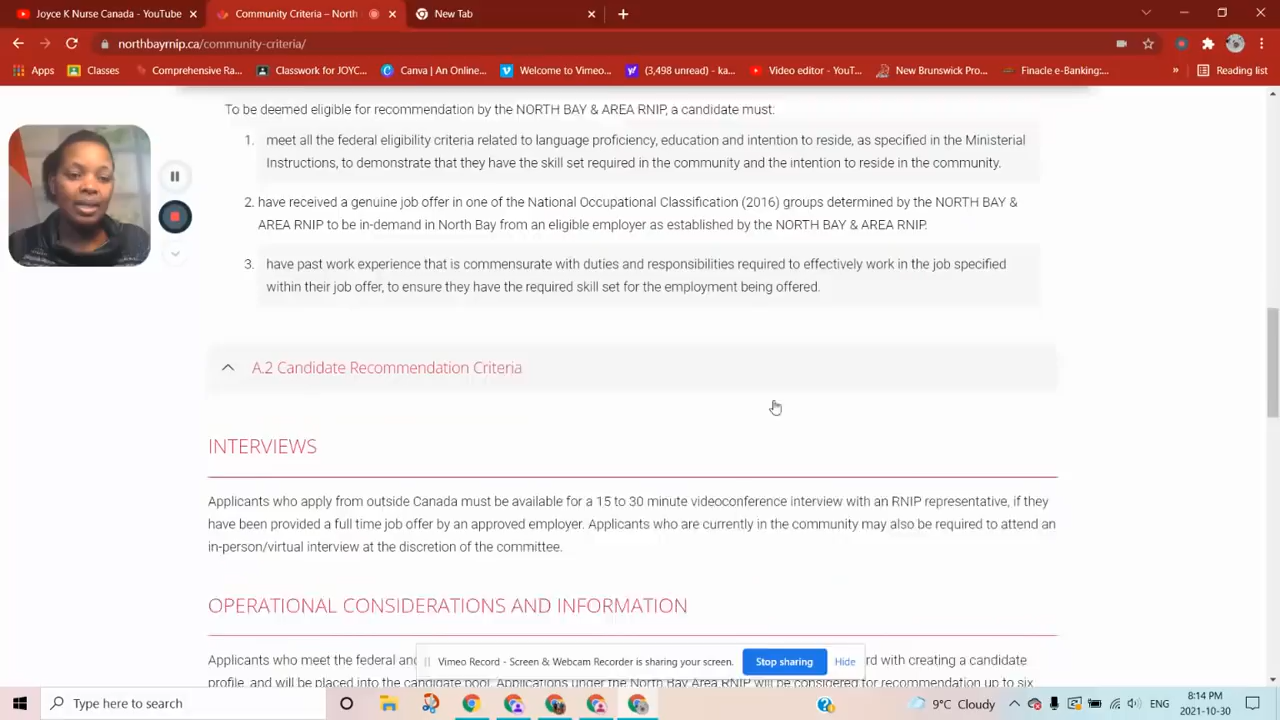 Joyce K Nurse Canada - YouTube
Community Criteria – North
New Tab
northbayrnip.ca/community-criteria/
Apps
Classes
Comprehensive Ra...
Classwork for JOYC...
Canva | An Online...
Welcome to Vimeo...
(3,498 unread) - ka...
Video editor - YouT...
New Brunswick Pro...
Finacle e-Banking:...
»
Reading list
To be deemed eligible for recommendation by the NORTH BAY & AREA RNIP, a candidate must:
1. meet all the federal eligibility criteria related to language proficiency, education and intention to reside, as specified in the Ministerial
Instructions, to demonstrate that they have the skill set required in the community and the intention to reside in the community.
2. have received a genuine job offer in one of the National Occupational Classification (2016) groups determined by the NORTH BAY &
AREA RNIP to be in-demand in North Bay from an eligible employer as established by the NORTH BAY & AREA RNIP.
3. have past work experience that is commensurate with duties and responsibilities required to effectively work in the job specified
within their job offer, to ensure they have the required skill set for the employment being offered.
A.2 Candidate Recommendation Criteria
INTERVIEWS
Applicants who apply from outside Canada must be available for a 15 to 30 minute videoconference interview with an RNIP representative, if they
have been provided a full time job offer by an approved employer. Applicants who are currently in the community may also be required to attend an
in-person/virtual interview at the discretion of the committee.
OPERATIONAL CONSIDERATIONS AND INFORMATION
Applicants who meet the federal and
rd with creating a candidate
Vimeo Record - Screen & Webcam Recorder is sharing your screen.
Stop sharing
Hide
profile, and will be placed into the candidate pool. Applications under the North Bay Area RNIP will be considered for recommendation up to six
Type here to search
9°C Cloudy
ENG
8:14 PM
2021-10-30